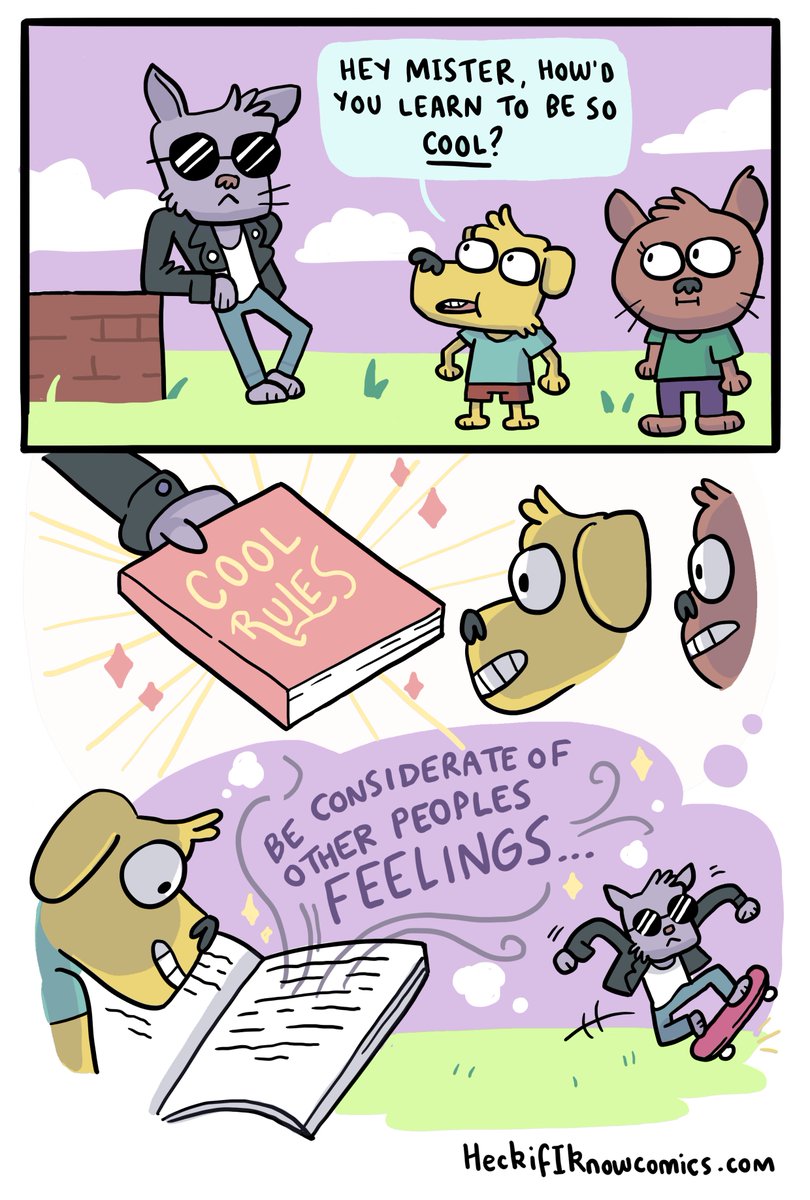 HEY MISTER, HOW'D
YOU LEARN TO BE SO
COOL?
COOL
RULES
BE CONSIDERATE OF
OTHER PEOPLES
FEELINGS...
HeckifIknowcomics.com